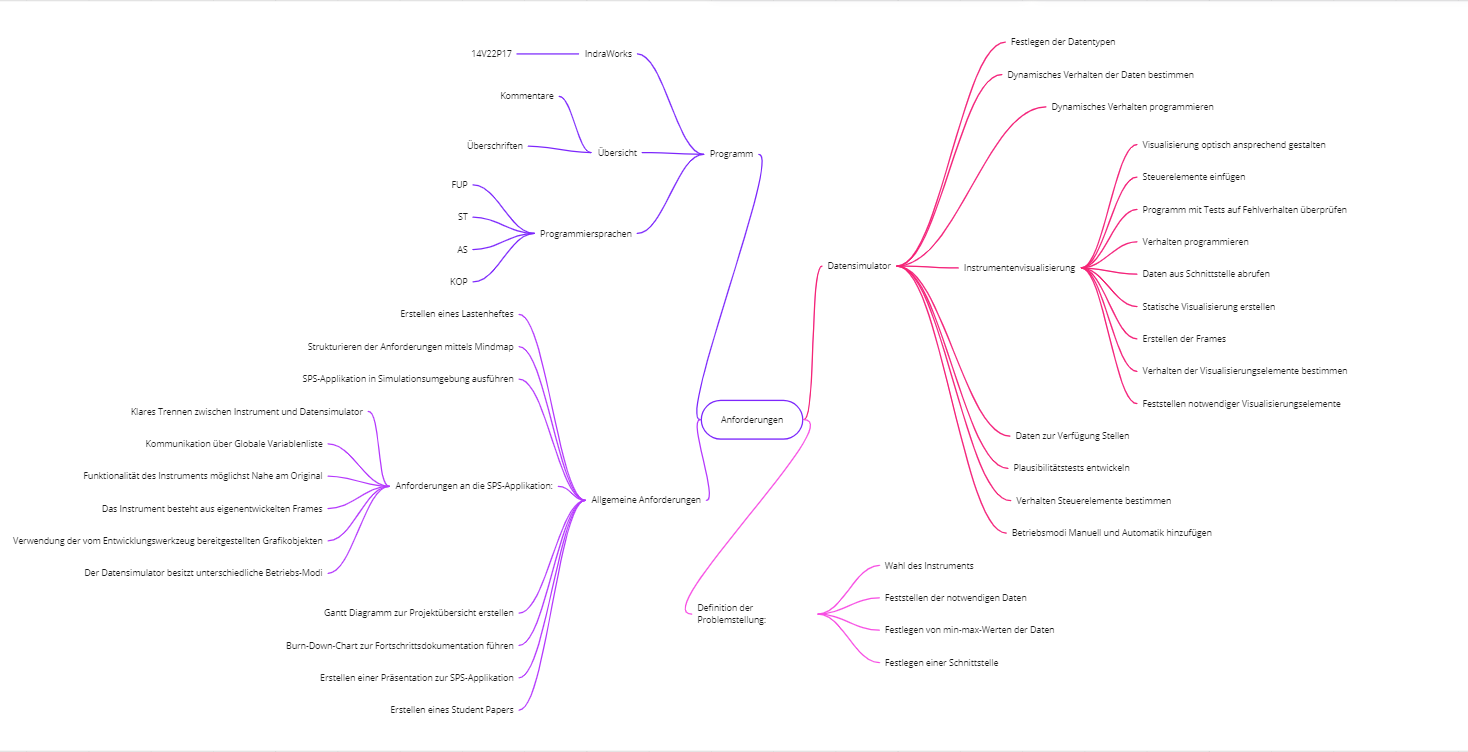 Anforderungen
Programm
IndraWorks
14V22P17
Übersicht
Kommentare
Überschriften
Programmiersprachen
FUP
ST
AS
KOP
Allgemeine Anforderungen
Erstellen eines Lastenheftes
Strukturieren der Anforderungen mittels Mindmap
SPS-Applikation in Simulationsumgebung ausführen
Anforderungen an die SPS-Applikation:
Klares Trennen zwischen Instrument und Datensimulator
Kommunikation über Globale Variablenliste
Funktionalität des Instruments möglichst Nahe am Original
Das Instrument besteht aus eigenentwickelten Frames
Verwendung der vom Entwicklungswerkzeug bereitgestellten Grafikobjekten
Der Datensimulator besitzt unterschiedliche Betriebs-Modi
Gantt Diagramm zur Projektübersicht erstellen
Burn-Down-Chart zur Fortschrittsdokumentation führen
Erstellen einer Präsentation zur SPS-Applikation
Erstellen eines Student Papers
Datensimulator
Festlegen der Datentypen
Dynamisches Verhalten der Daten bestimmen
Dynamisches Verhalten programmieren
Instrumentenvisualisierung
Visualisierung optisch ansprechend gestalten
Steuerelemente einfügen
Programm mit Tests auf Fehlverhalten überprüfen
Verhalten programmieren
Daten aus Schnittstelle abrufen
Statische Visualisierung erstellen
Erstellen der Frames
Verhalten der Visualisierungselemente bestimmen
Feststellen notwendiger Visualisierungselemente
Daten zur Verfügung Stellen
Plausibilitätstests entwickeln
Verhalten Steuerelemente bestimmen
Betriebsmodi Manuell und Automatik hinzufügen
Definition der
Problemstellung:
Wahl des Instruments
Feststellen der notwendigen Daten
Festlegen von min-max-Werten der Daten
Festlegen einer Schnittstelle